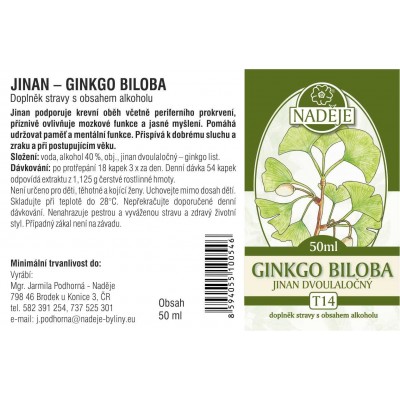 JINAN – GINKGO BILOBA
Doplněk stravy s obsahem alkoholu
Jinan podporuje krevní oběh včetně periferního prokrvení,
příznivě ovlivňuje mozkové funkce a jasné myšlení. Pomáhá
udržovat paměť a mentální funkce. Přispívá k dobrému sluchu a
zraku a při postupujícím věku.
Složení: voda, alkohol 40 %, obj., jinan dvoulaločný – ginkgo list.
Dávkování: po protřepání 18 kapek 3 x za den. Denní dávka 54 kapek
odpovídá extraktu z 1,125 g čerstvé rostlinné hmoty.
Není určeno pro děti, těhotné a kojící ženy. Uchovejte mimo dosah dětí.
Skladujte při teplotě do 28°C. Nepřekračujte doporučené denní
dávkování. Nenahrazuje pestrou a vyváženou stravu a zdravý životní
styl. Případný zákal není na závadu.
Minimální trvanlivost do:
Vyrábí:
Mgr. Jarmila Podhorná - Naděje
798 46 Brodek u Konice 3, ČR
tel.: 582 391 254, 737 525 301
e-mail: j.podhorna@nadeje-byliny.eu
Obsah
50 ml
8 594055 100546
NADĚJE
50ml
GINKGO BILOBA
JINAN DVOULALOČNÝ
T14
doplněk stravy s obsahem alkoholu